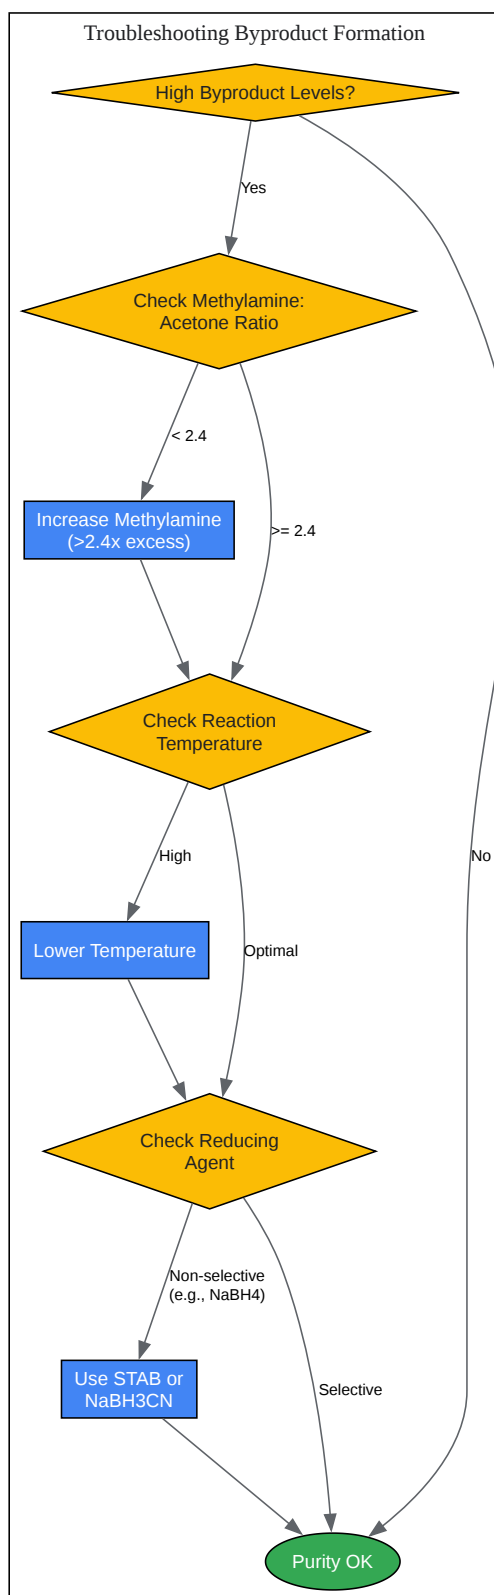 Troubleshooting Byproduct Formation
High Byproduct Levels?
Yes
Check Methylamine:
Acetone Ratio
< 2.4
Increase Methylamine
(>2.4x excess)
>= 2.4
Check Reaction
Temperature
High
No
Lower Temperature
Optimal
Check Reducing
Agent
Non-selective
(e.g., NaBH4)
Use STAB or
NaBH3CN
Selective
Purity OK